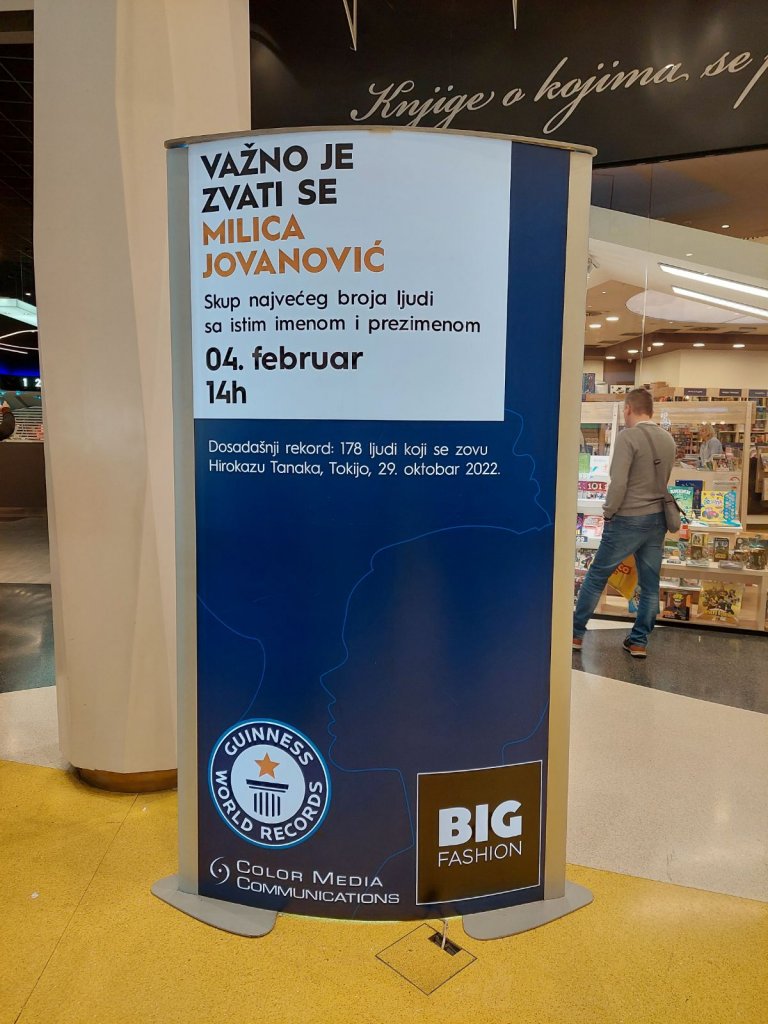 Knjige o kojima se
VAŽNO JE
ZVATI SE
MILICA
JOVANOVIĆ
Skup najvećeg broja ljudi
sa istim imenom i prezimenom
04. februar
14h
Dosadašnji rekord: 178 ljudi koji se zovu
Hirokazu Tanaka, Tokijo, 29. oktobar 2022.
GUINNESS
WORLD RECORDS
COLOR MEDIA
COMMUNICATIONS
BIG
FASHION
101